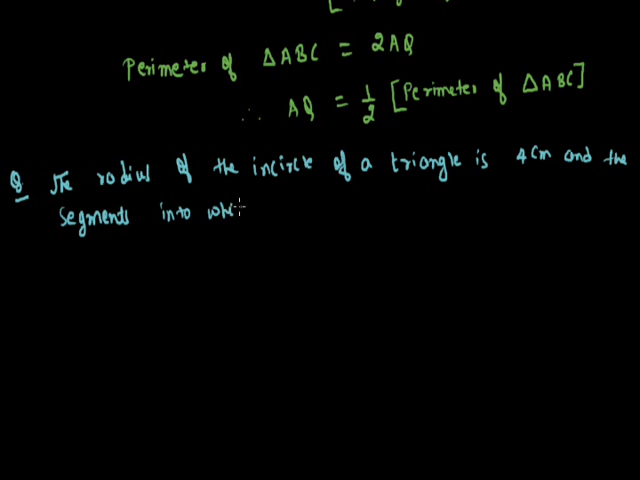 Perimeter of ΔABC = 2AQ
∴ AQ = 1/2 [Perimeter of ΔABC]
Q The radius of the incircle of a triangle is 4cm and the
segments into whi